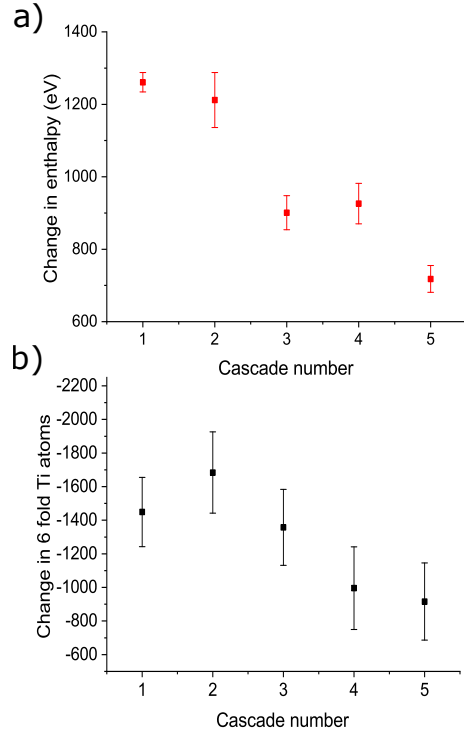 a)
Change in enthalpy (eV)
1400
1200
1000
800
600
1 2 3 4 5
Cascade number
b)
Change in 6 fold Ti atoms
-2200
-2000
-1800
-1600
-1400
-1200
-1000
-800
-600
1 2 3 4 5
Cascade number